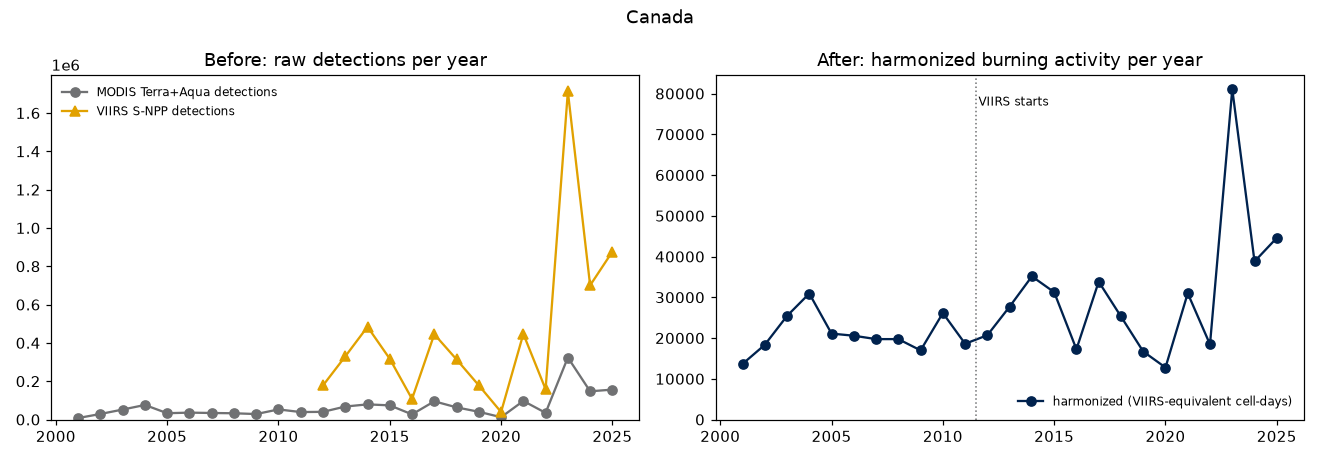 Canada
Before: raw detections per year
1e6
MODIS Terra+Aqua detections
VIIRS S-NPP detections
1.6
1.4
1.2
1.0
0.8
0.6
0.4
0.2
0.0
2000 2005 2010 2015 2020 2025
After: harmonized burning activity per year
VIIRS starts
80000
70000
60000
50000
40000
30000
20000
10000
0
harmonized (VIIRS-equivalent cell-days)
2000 2005 2010 2015 2020 2025